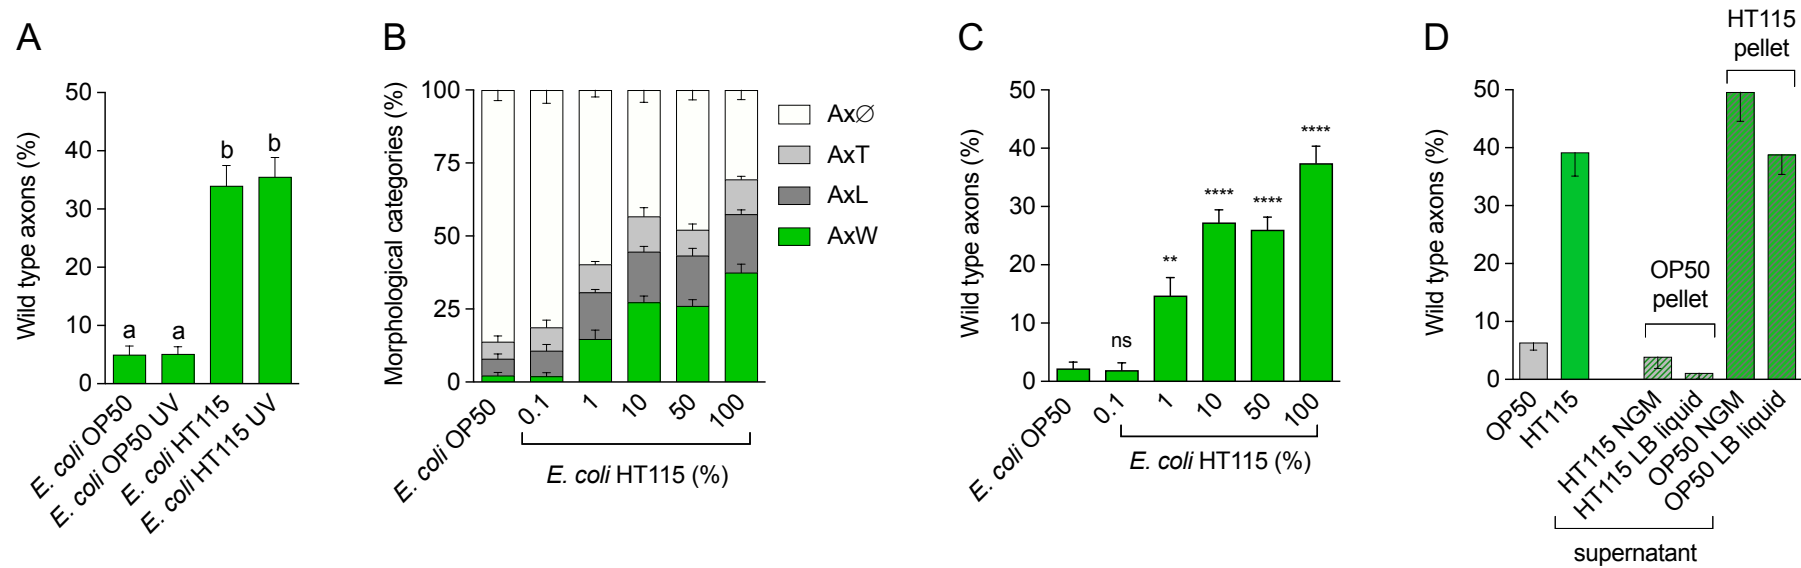 A
Wild type axons (%)
50
40
30
20
10
0
a
a
b
b
E. coli OP50
E. coli OP50 UV
E. coli HT115
E. coli HT115 UV
B
Morphological categories (%)
100
75
50
25
0
AxØ
AxT
AxL
AxW
E. coli OP50
0.1
1
10
50
100
E. coli HT115 (%)
C
Wild type axons (%)
50
40
30
20
10
0
ns
**
****
****
****
E. coli OP50
0.1
1
10
50
100
E. coli HT115 (%)
D
Wild type axons (%)
50
40
30
20
10
0
OP50
pellet
HT115
pellet
OP50
HT115
HT115 NGM
HT115 LB liquid
OP50 NGM
OP50 LB liquid
supernatant